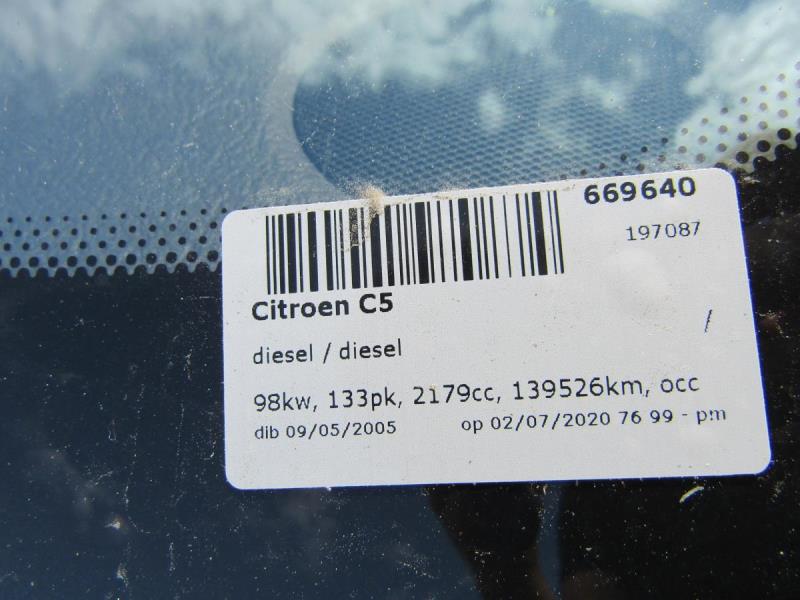 669640
197087
Citroen C5
/
diesel / diesel
98kw, 133pk, 2179cc, 139526km, occ
dib 09/05/2005 op 02/07/2020 76 99 - pm